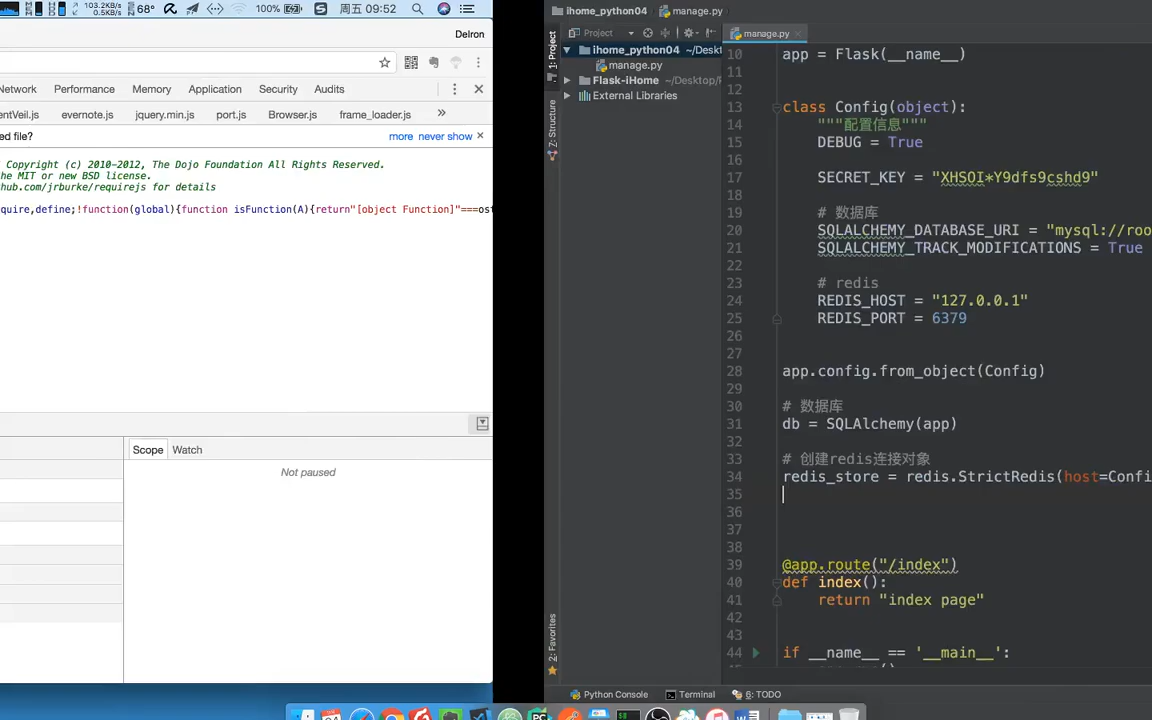 103.2KB/s
0.5KB/s
68°
100%
周五 09:52
Delron
Network Performance Memory Application Security Audits
entVeil.js evernote.js jquery.min.js port.js Browser.js frame_loader.js
ed file?
more never show
Copyright (c) 2010-2012, The Dojo Foundation All Rights Reserved.
he MIT or new BSD license.
hub.com/jrburke/requirejs for details
quire,define;!function(global){function isFunction(A){return"[object Function]"===ost
Scope Watch
Not paused
ihome_python04 manage.py
Project
manage.py
1: Project
Z: Structure
2: Favorites
ihome_python04 ~/Deskt
manage.py
Flask-iHome ~/Desktop/F
External Libraries
10 app = Flask(__name__)
11
12
13 class Config(object):
14 """配置信息"""
15 DEBUG = True
16
17 SECRET_KEY = "XHSOI*Y9dfs9cshd9"
18
19 # 数据库
20 SQLALCHEMY_DATABASE_URI = "mysql://roo
21 SQLALCHEMY_TRACK_MODIFICATIONS = True
22
23 # redis
24 REDIS_HOST = "127.0.0.1"
25 REDIS_PORT = 6379
26
27
28 app.config.from_object(Config)
29
30 # 数据库
31 db = SQLAlchemy(app)
32
33 # 创建redis连接对象
34 redis_store = redis.StrictRedis(host=Confi
35
36
37
38
39 @app.route("/index")
40 def index():
41 return "index page"
42
43
44 if __name__ == '__main__':
Python Console Terminal 6: TODO